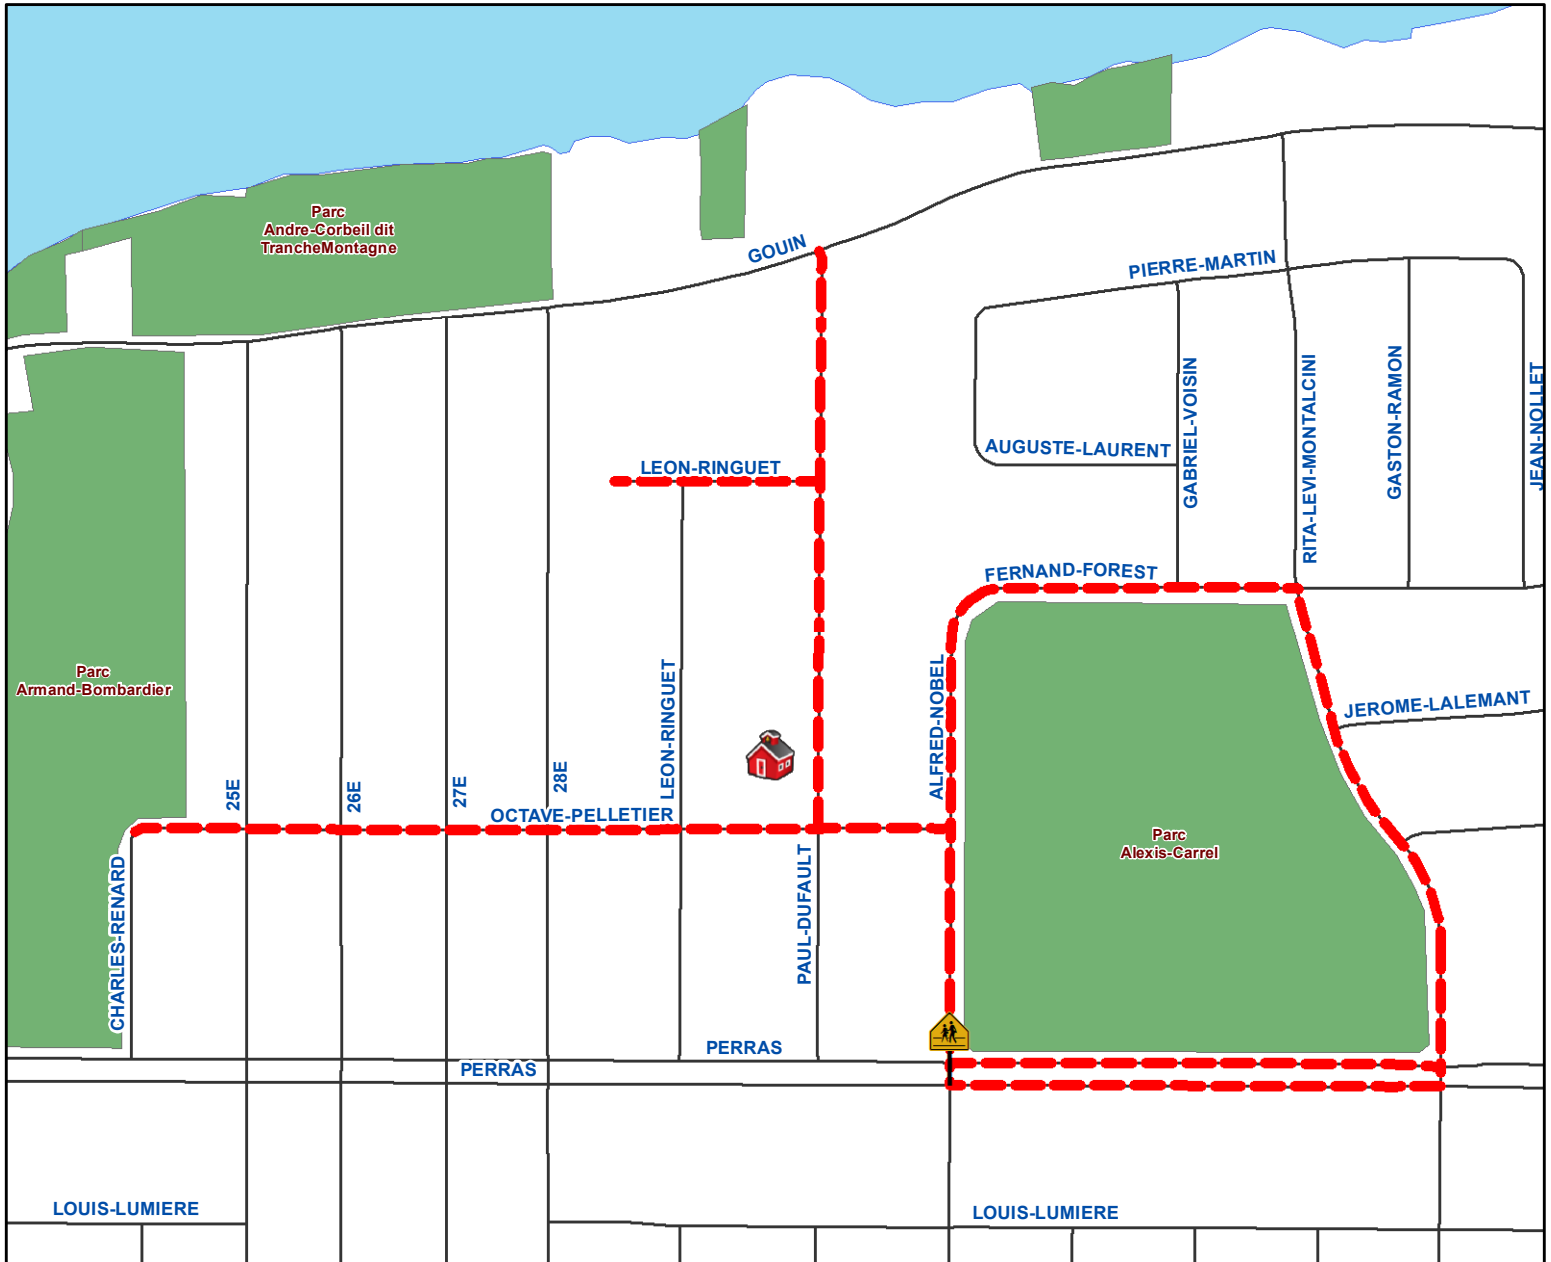 Parc
Andre-Corbeil dit
TrancheMontagne
GOUIN
PIERRE-MARTIN
GABRIEL-VOISIN
RITA-LEVI-MONTALCINI
GASTON-RAMON
JEAN-NOLLET
AUGUSTE-LAURENT
LEON-RINGUET
FERNAND-FOREST
Parc
Armand-Bombardier
LEON-RINGUET
ALFRED-NOBEL
JEROME-LALEMANT
25E
26E
27E
28E
OCTAVE-PELLETIER
Parc
Alexis-Carrel
CHARLES-RENARD
PAUL-DUFAULT
PERRAS
PERRAS
LOUIS-LUMIERE
LOUIS-LUMIERE